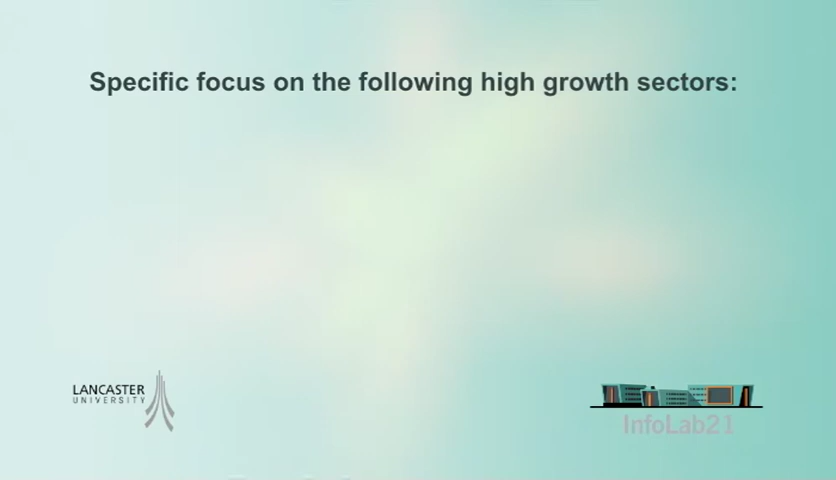 Specific focus on the following high growth sectors:
LANCASTER
UNIVERSITY
InfoLab21